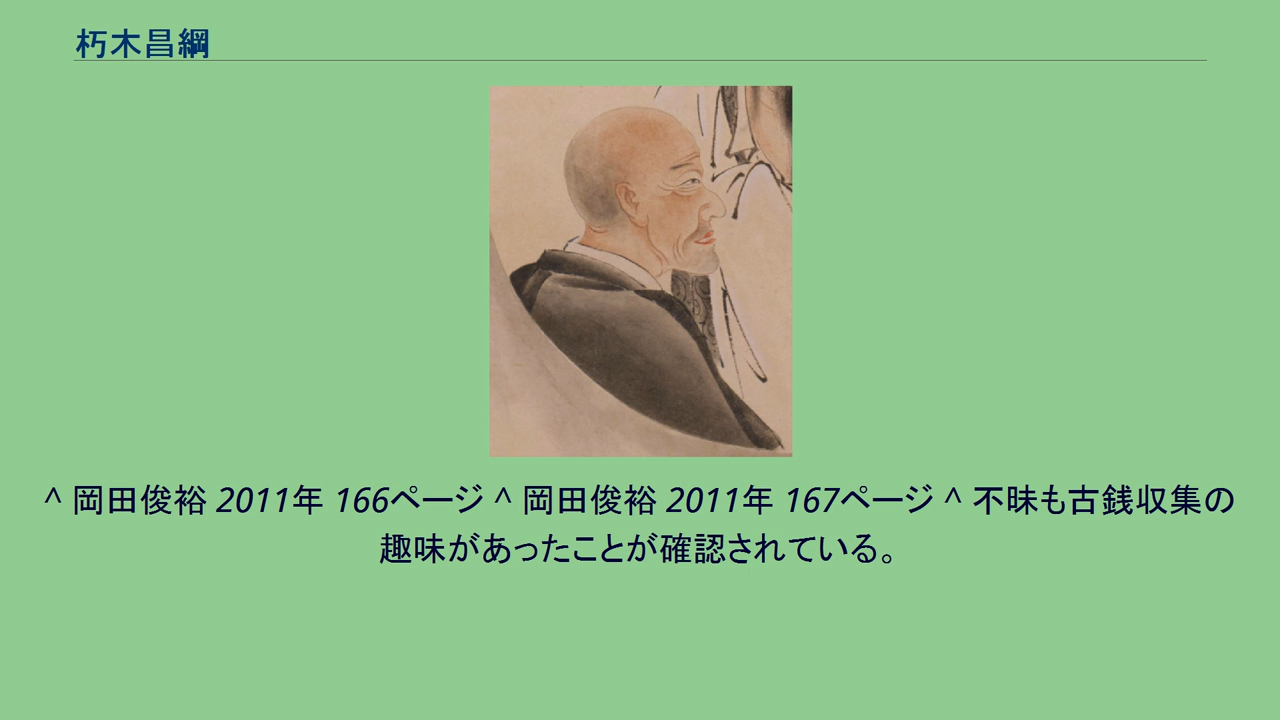 朽木昌綱
^ 岡田俊裕 2011年 166ページ ^ 岡田俊裕 2011年 167ページ ^ 不昧も古銭収集の
趣味があったことが確認されている。